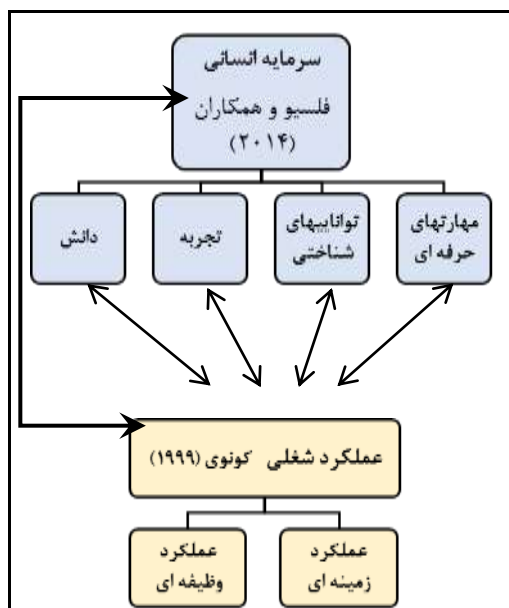 سرمایه انسانی
فلسیو و همکاران
(۲۰۱۴)
مهارتهای
حرفه ای
تواناییهای
شناختی
تجربه
دانش
عملکرد شغلی کونوی (۱۹۹۹)
عملکرد
زمینه ای
عملکرد
وظیفه ای